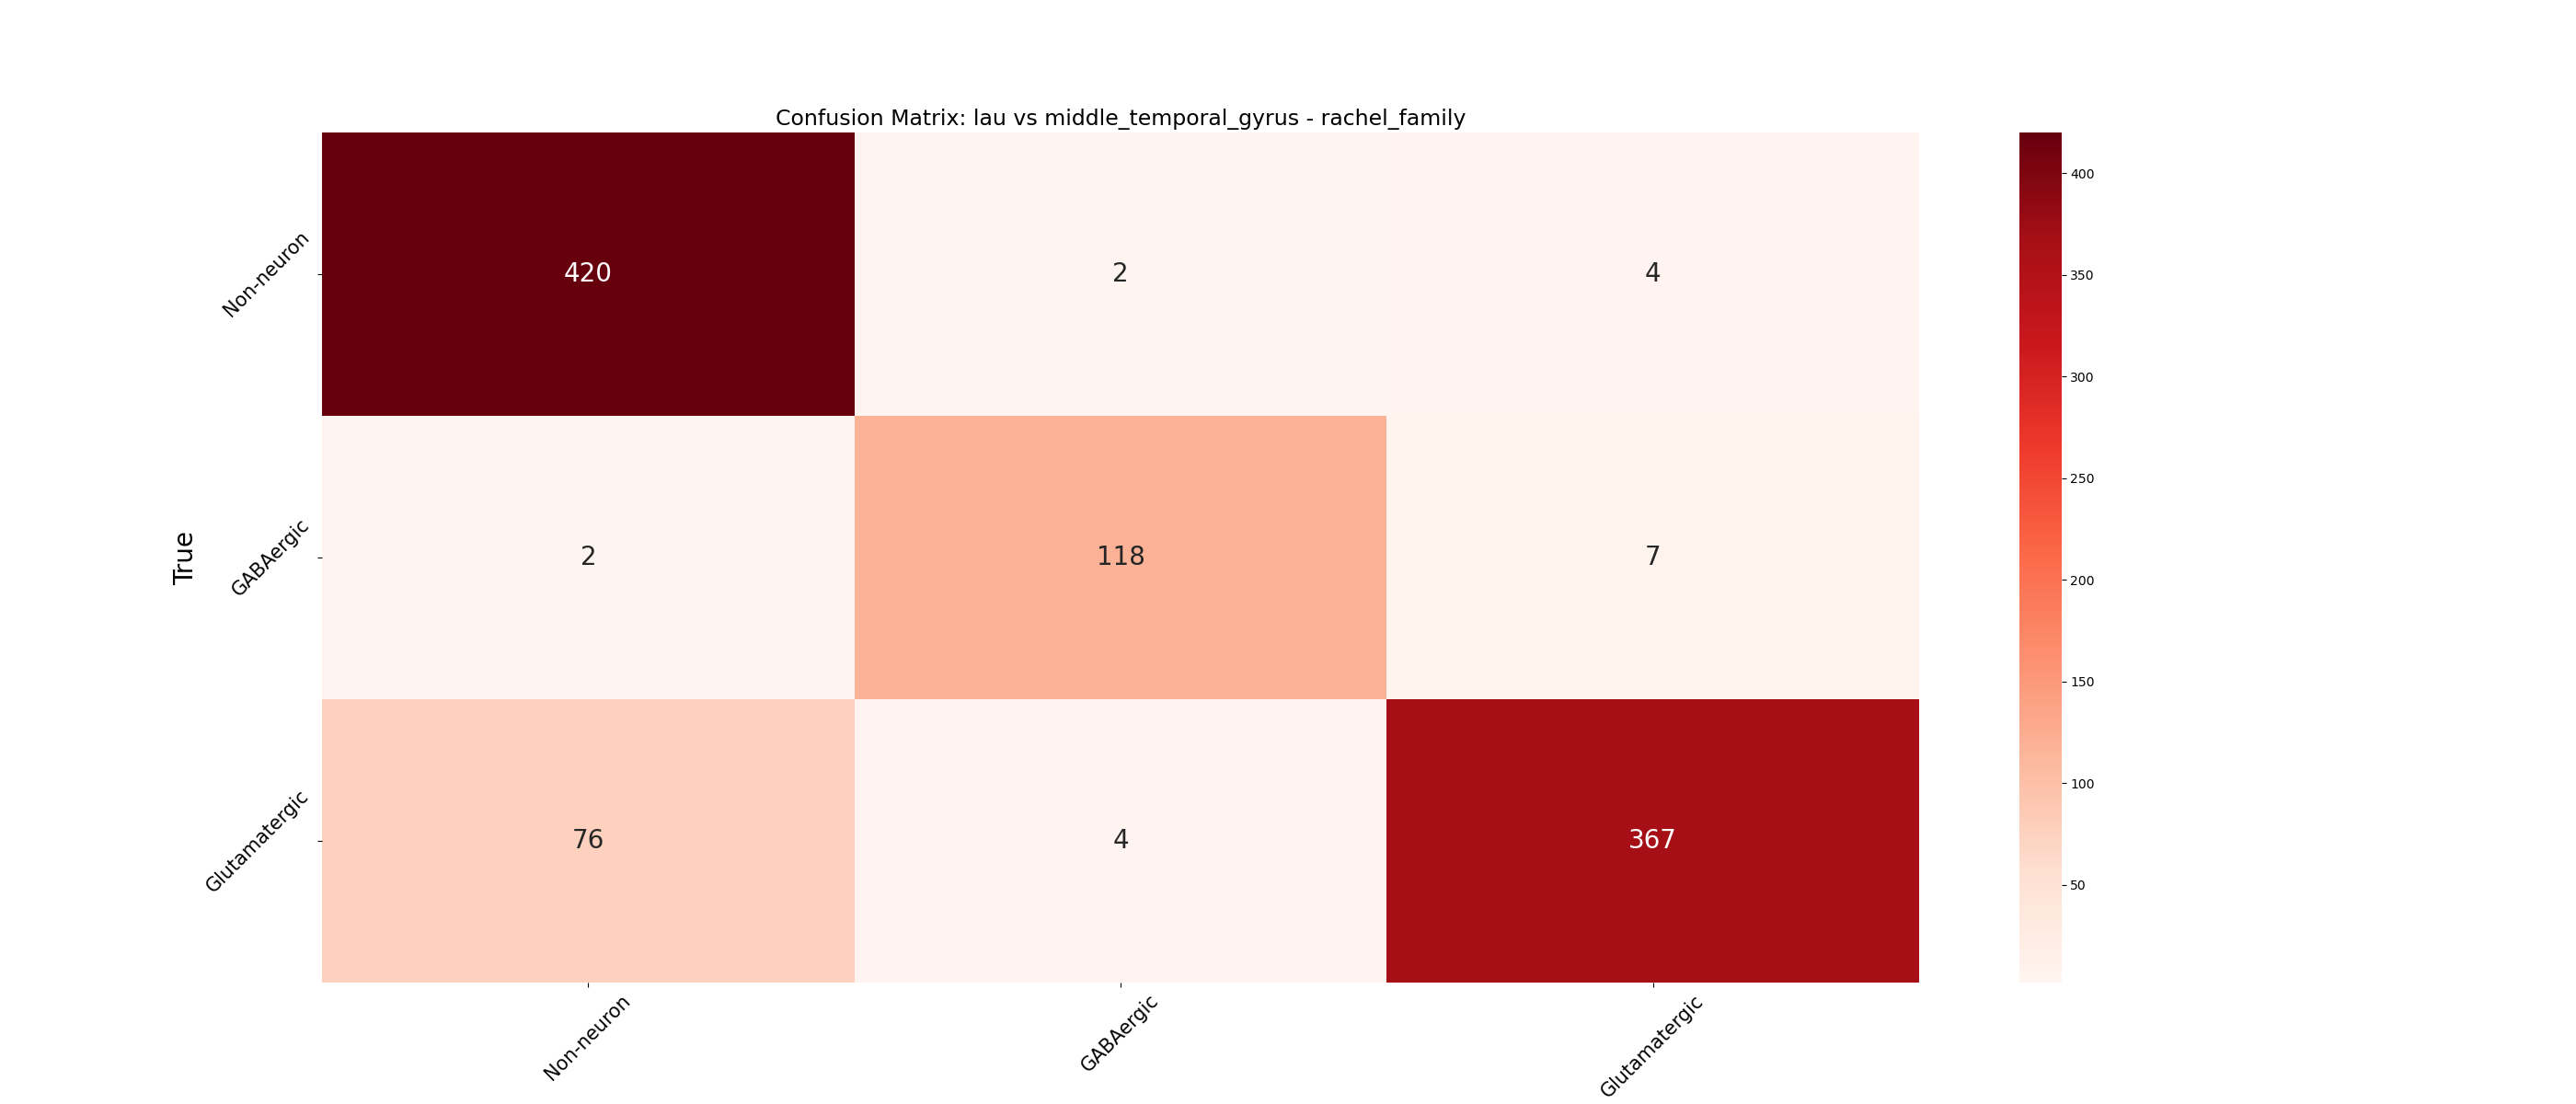 Confusion Matrix: lau vs middle_temporal_gyrus - rachel_family
Non-neuron 420 2 4
GABAergic 2 118 7
Glutamatergic 76 4 367
True
Non-neuron GABAergic Glutamatergic
400
350
300
250
200
150
100
50